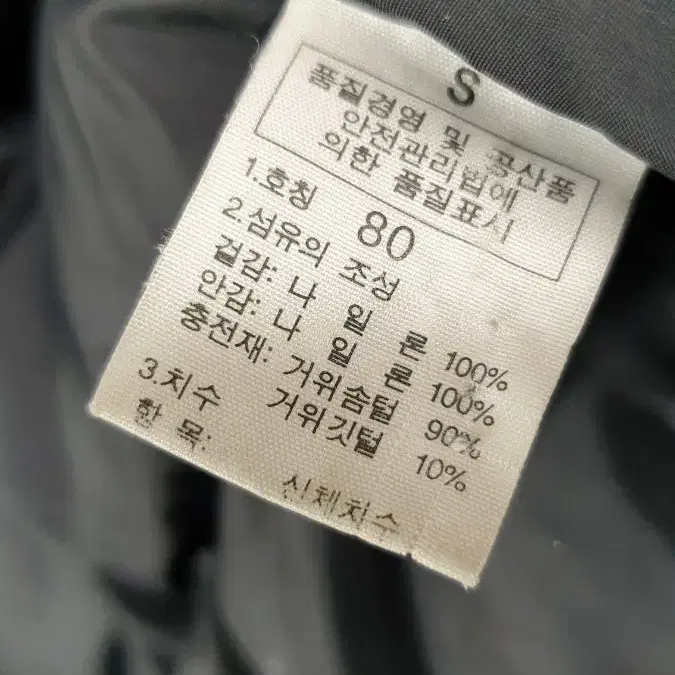 S
품질경영 및 공산품
안전관리법에
의한 품질표시
1.호칭 80
2.섬유의 조성
겉감: 나 일 론 100%
안감: 나 일 론 100%
충전재: 거위솜털 90%
거위깃털 10%
3.치수
항 목: 신체치수